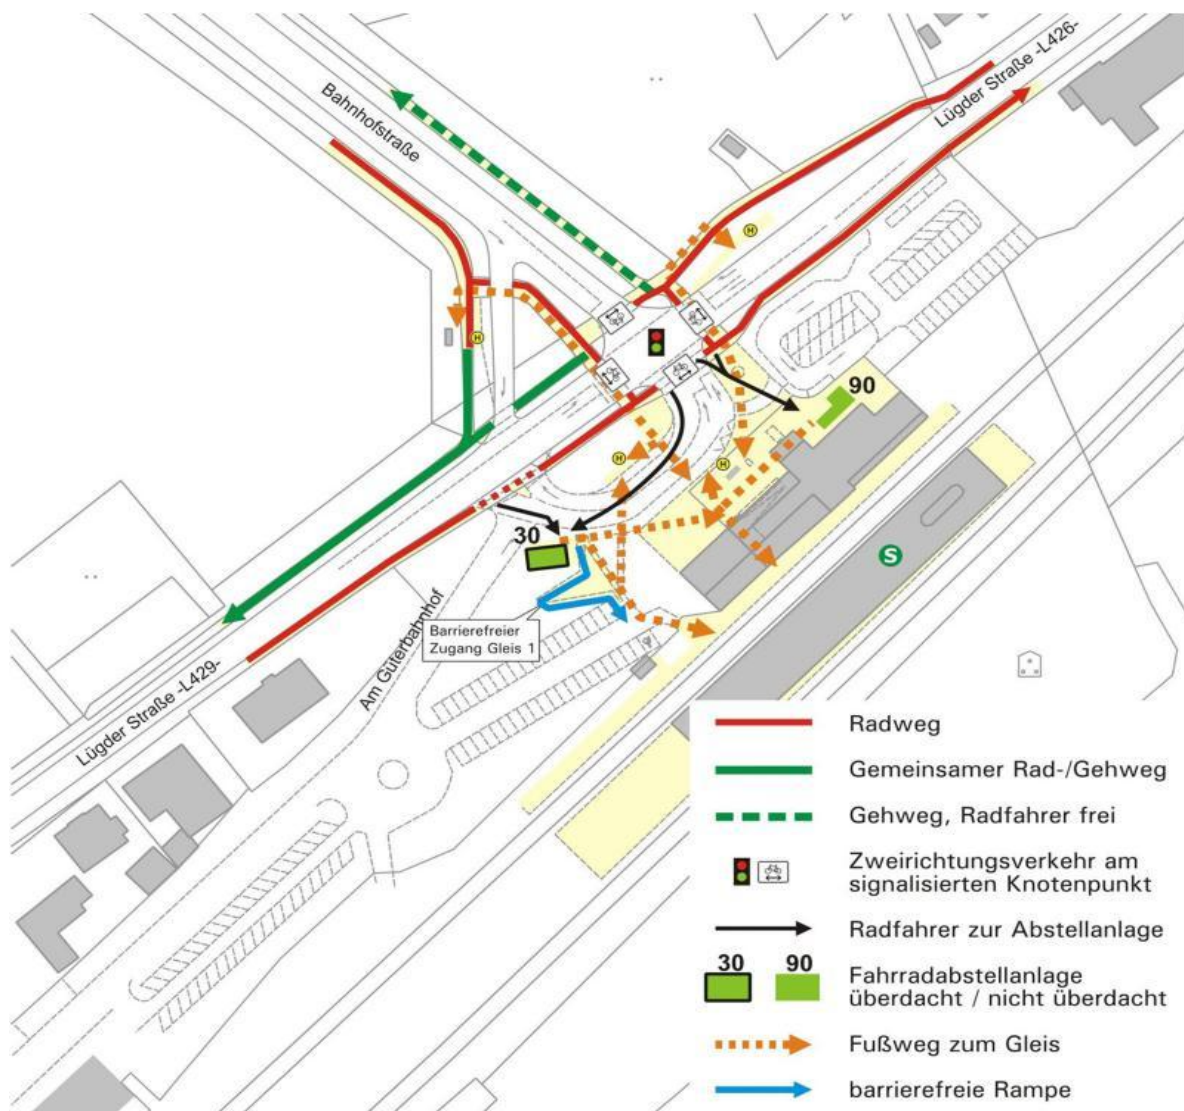 Lügder Straße -L426-
Bahnhofstraße
H
H
H
H
90
30
S
Barrierefreier
Zugang Gleis 1
Am Güterbahnhof
Lügder Straße -L429-
Radweg
Gemeinsamer Rad-/Gehweg
Gehweg, Radfahrer frei
Zweirichtungsverkehr am
signalisierten Knotenpunkt
Radfahrer zur Abstellanlage
30 90
Fahrradabstellanlage
überdacht / nicht überdacht
Fußweg zum Gleis
barrierefreie Rampe